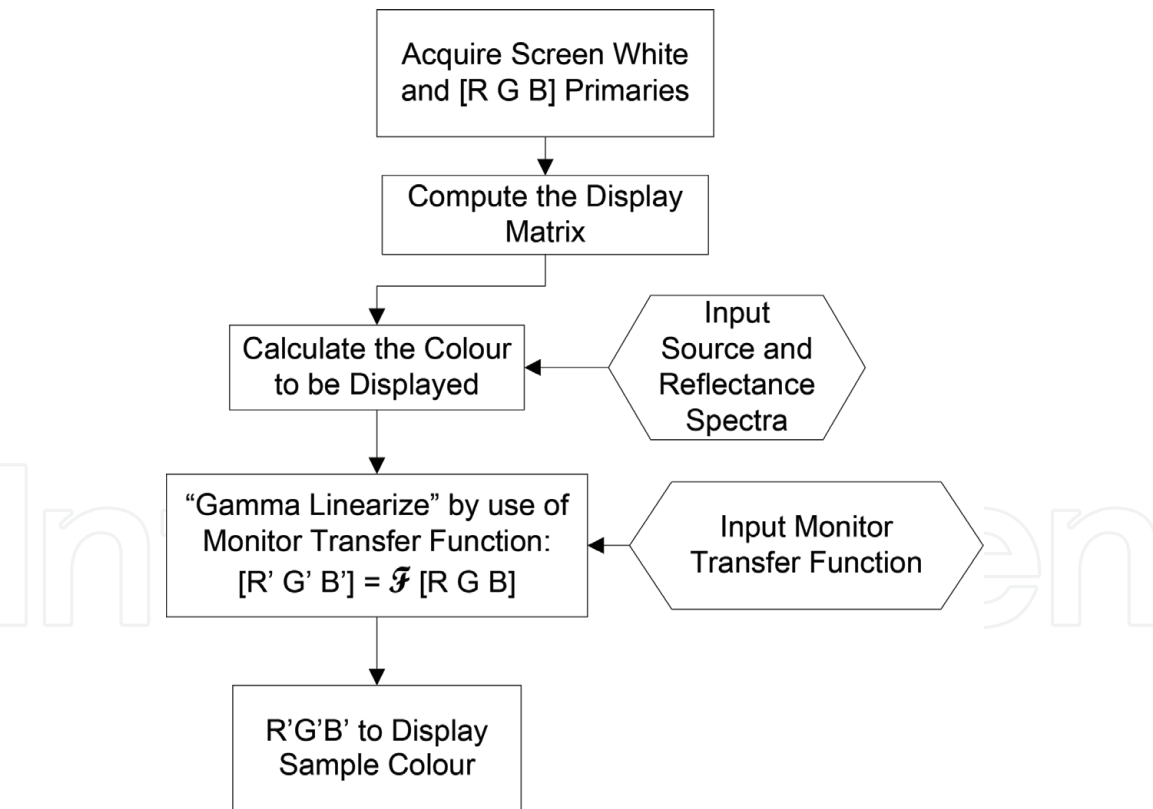 Acquire Screen White
and [R G B] Primaries
Compute the Display
Matrix
Calculate the Colour
to be Displayed
Input
Source and
Reflectance
Spectra
“Gamma Linearize” by use of
Monitor Transfer Function:
[R’ G’ B’] = ℱ [R G B]
Input Monitor
Transfer Function
R’G’B’ to Display
Sample Colour